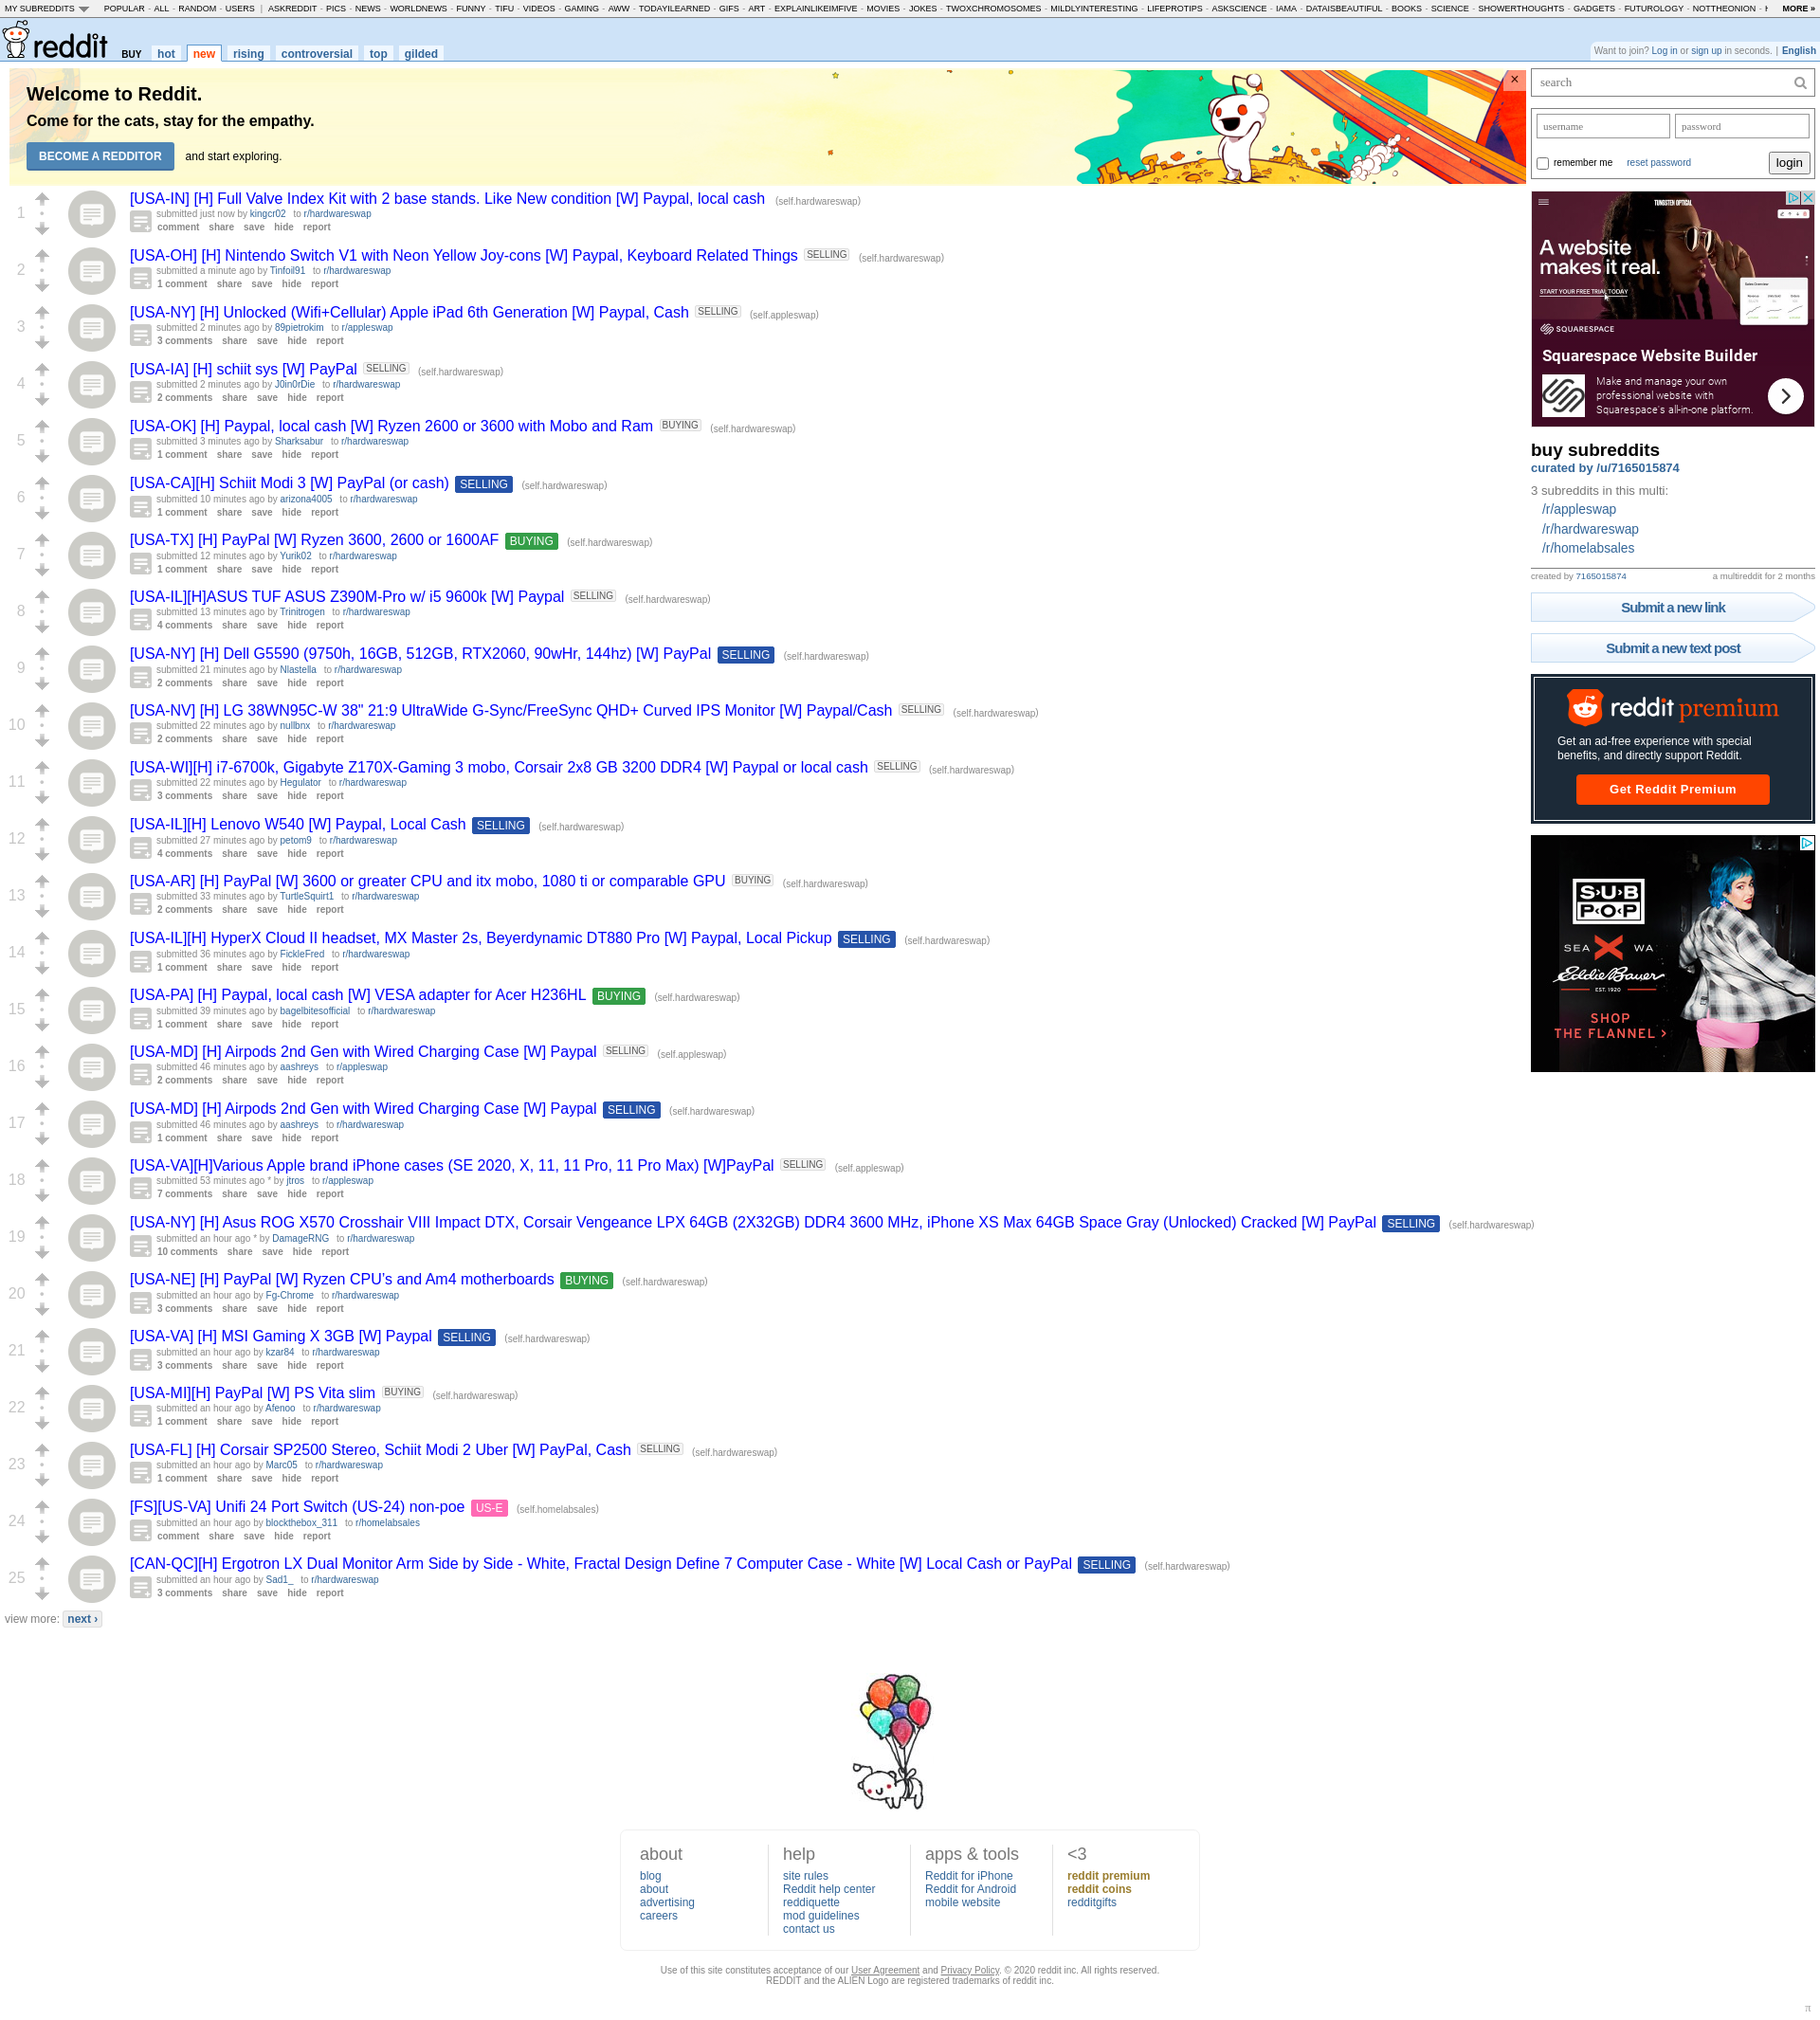 MY SUBREDDITS POPULAR - ALL - RANDOM - USERS | ASKREDDIT - PICS - NEWS - WORLDNEWS - FUNNY - TIFU - VIDEOS - GAMING - AWW - TODAYILEARNED - GIFS - ART - EXPLAINLIKEIMFIVE - MOVIES - JOKES - TWOXCHROMOSOMES - MILDLYINTERESTING - LIFEPROTIPS - ASKSCIENCE - IAMA - DATAISBEAUTIFUL - BOOKS - SCIENCE - SHOWERTHOUGHTS - GADGETS - FUTUROLOGY - NOTTHEONION - MORE »
reddit BUY hot new rising controversial top gilded
Want to join? Log in or sign up in seconds. | English
Welcome to Reddit.
Come for the cats, stay for the empathy.
BECOME A REDDITOR and start exploring.
×
1
[USA-IN] [H] Full Valve Index Kit with 2 base stands. Like New condition [W] Paypal, local cash (self.hardwareswap)
submitted just now by kingcr02 to r/hardwareswap
comment share save hide report
2
[USA-OH] [H] Nintendo Switch V1 with Neon Yellow Joy-cons [W] Paypal, Keyboard Related Things SELLING (self.hardwareswap)
submitted a minute ago by Tinfoil91 to r/hardwareswap
1 comment share save hide report
3
[USA-NY] [H] Unlocked (Wifi+Cellular) Apple iPad 6th Generation [W] Paypal, Cash SELLING (self.appleswap)
submitted 2 minutes ago by 89pietrokim to r/appleswap
3 comments share save hide report
4
[USA-IA] [H] schiit sys [W] PayPal SELLING (self.hardwareswap)
submitted 2 minutes ago by J0in0rDie to r/hardwareswap
2 comments share save hide report
5
[USA-OK] [H] Paypal, local cash [W] Ryzen 2600 or 3600 with Mobo and Ram BUYING (self.hardwareswap)
submitted 3 minutes ago by Sharksabur to r/hardwareswap
1 comment share save hide report
6
[USA-CA][H] Schiit Modi 3 [W] PayPal (or cash) SELLING (self.hardwareswap)
submitted 10 minutes ago by arizona4005 to r/hardwareswap
1 comment share save hide report
7
[USA-TX] [H] PayPal [W] Ryzen 3600, 2600 or 1600AF BUYING (self.hardwareswap)
submitted 12 minutes ago by Yurik02 to r/hardwareswap
1 comment share save hide report
8
[USA-IL][H]ASUS TUF ASUS Z390M-Pro w/ i5 9600k [W] Paypal SELLING (self.hardwareswap)
submitted 13 minutes ago by Trinitrogen to r/hardwareswap
4 comments share save hide report
9
[USA-NY] [H] Dell G5590 (9750h, 16GB, 512GB, RTX2060, 90wHr, 144hz) [W] PayPal SELLING (self.hardwareswap)
submitted 21 minutes ago by Nlastella to r/hardwareswap
2 comments share save hide report
10
[USA-NV] [H] LG 38WN95C-W 38" 21:9 UltraWide G-Sync/FreeSync QHD+ Curved IPS Monitor [W] Paypal/Cash SELLING (self.hardwareswap)
submitted 22 minutes ago by nullbnx to r/hardwareswap
2 comments share save hide report
11
[USA-WI][H] i7-6700k, Gigabyte Z170X-Gaming 3 mobo, Corsair 2x8 GB 3200 DDR4 [W] Paypal or local cash SELLING (self.hardwareswap)
submitted 22 minutes ago by Hegulator to r/hardwareswap
3 comments share save hide report
12
[USA-IL][H] Lenovo W540 [W] Paypal, Local Cash SELLING (self.hardwareswap)
submitted 27 minutes ago by petom9 to r/hardwareswap
4 comments share save hide report
13
[USA-AR] [H] PayPal [W] 3600 or greater CPU and itx mobo, 1080 ti or comparable GPU BUYING (self.hardwareswap)
submitted 33 minutes ago by TurtleSquirt1 to r/hardwareswap
2 comments share save hide report
14
[USA-IL][H] HyperX Cloud II headset, MX Master 2s, Beyerdynamic DT880 Pro [W] Paypal, Local Pickup SELLING (self.hardwareswap)
submitted 36 minutes ago by FickleFred to r/hardwareswap
1 comment share save hide report
15
[USA-PA] [H] Paypal, local cash [W] VESA adapter for Acer H236HL BUYING (self.hardwareswap)
submitted 39 minutes ago by bagelbitesofficial to r/hardwareswap
1 comment share save hide report
16
[USA-MD] [H] Airpods 2nd Gen with Wired Charging Case [W] Paypal SELLING (self.appleswap)
submitted 46 minutes ago by aashreys to r/appleswap
2 comments share save hide report
17
[USA-MD] [H] Airpods 2nd Gen with Wired Charging Case [W] Paypal SELLING (self.hardwareswap)
submitted 46 minutes ago by aashreys to r/hardwareswap
1 comment share save hide report
18
[USA-VA][H]Various Apple brand iPhone cases (SE 2020, X, 11, 11 Pro, 11 Pro Max) [W]PayPal SELLING (self.appleswap)
submitted 53 minutes ago * by jtros to r/appleswap
7 comments share save hide report
19
[USA-NY] [H] Asus ROG X570 Crosshair VIII Impact DTX, Corsair Vengeance LPX 64GB (2X32GB) DDR4 3600 MHz, iPhone XS Max 64GB Space Gray (Unlocked) Cracked [W] PayPal SELLING (self.hardwareswap)
submitted an hour ago * by DamageRNG to r/hardwareswap
10 comments share save hide report
20
[USA-NE] [H] PayPal [W] Ryzen CPU's and Am4 motherboards BUYING (self.hardwareswap)
submitted an hour ago by Fg-Chrome to r/hardwareswap
3 comments share save hide report
21
[USA-VA] [H] MSI Gaming X 3GB [W] Paypal SELLING (self.hardwareswap)
submitted an hour ago by kzar84 to r/hardwareswap
3 comments share save hide report
22
[USA-MI][H] PayPal [W] PS Vita slim BUYING (self.hardwareswap)
submitted an hour ago by Afenoo to r/hardwareswap
1 comment share save hide report
23
[USA-FL] [H] Corsair SP2500 Stereo, Schiit Modi 2 Uber [W] PayPal, Cash SELLING (self.hardwareswap)
submitted an hour ago by Marc05 to r/hardwareswap
1 comment share save hide report
24
[FS][US-VA] Unifi 24 Port Switch (US-24) non-poe US-E (self.homelabsales)
submitted an hour ago by blockthebox_311 to r/homelabsales
comment share save hide report
25
[CAN-QC][H] Ergotron LX Dual Monitor Arm Side by Side - White, Fractal Design Define 7 Computer Case - White [W] Local Cash or PayPal SELLING (self.hardwareswap)
submitted an hour ago by Sad1_ to r/hardwareswap
3 comments share save hide report
view more: next ›
search
username password
remember me reset password login
TUNGSTEN OPTICAL
A website
makes it real.
START YOUR FREE TRIAL TODAY
SQUARESPACE
Squarespace Website Builder
Make and manage your own
professional website with
Squarespace's all-in-one platform.
buy subreddits
curated by /u/7165015874
3 subreddits in this multi:
/r/appleswap
/r/hardwareswap
/r/homelabsales
created by 7165015874 a multireddit for 2 months
Submit a new link
Submit a new text post
reddit premium
Get an ad-free experience with special
benefits, and directly support Reddit.
Get Reddit Premium
SUB
POP
SEA X WA
Eddie Bauer
EST. 1920
SHOP
THE FLANNEL >
about
blog
about
advertising
careers
help
site rules
Reddit help center
reddiquette
mod guidelines
contact us
apps & tools
Reddit for iPhone
Reddit for Android
mobile website
<3
reddit premium
reddit coins
redditgifts
Use of this site constitutes acceptance of our User Agreement and Privacy Policy. © 2020 reddit inc. All rights reserved.
REDDIT and the ALIEN Logo are registered trademarks of reddit inc.
π